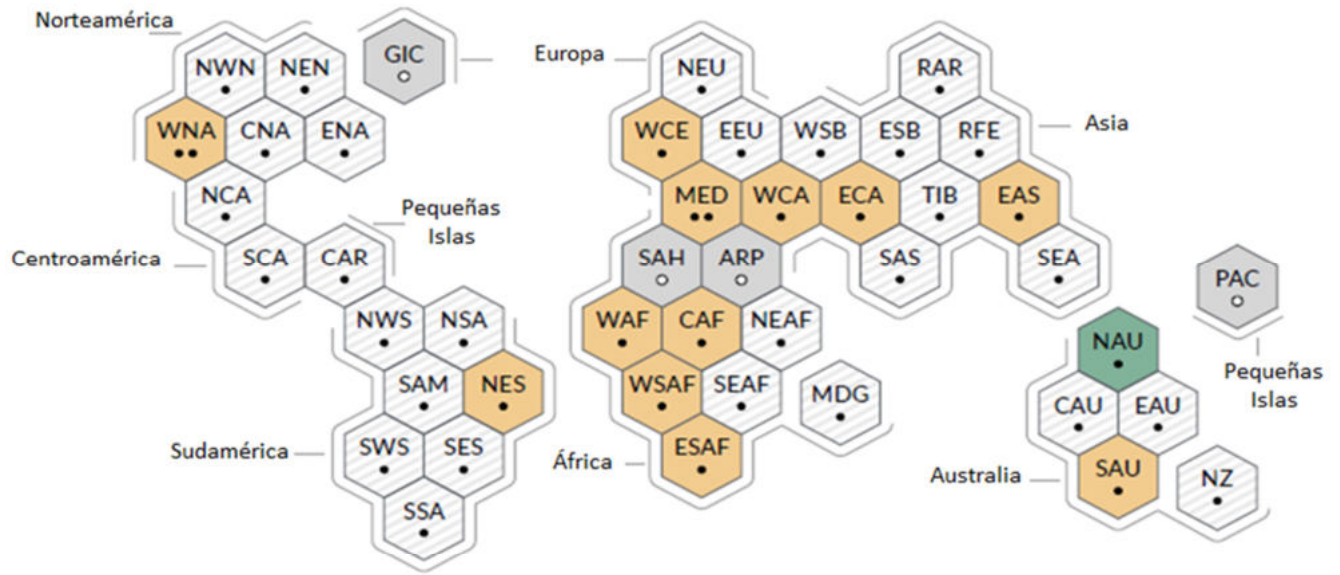 Norteamérica
GIC
Europa
NWN NEN
NEU
RAR
WNA CNA ENA
WCE EEU WSB ESB RFE
Asia
NCA
MED WCA ECA TIB EAS
Pequeñas
Islas
Centroamérica
SCA CAR
SAH ARP
SAS
SEA
PAC
NWS NSA
WAF CAF NEAF
NAU
Pequeñas
Islas
SAM NES
WSAF SEAF MDG
CAU EAU
Sudamérica
SWS SES
África
ESAF
Australia
SAU
NZ
SSA